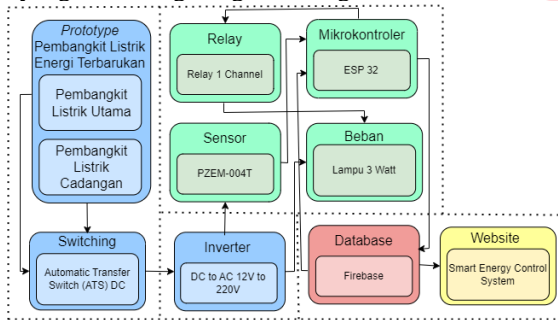 Prototype
Pembangkit Listrik
Energi Terbarukan
Pembangkit
Listrik Utama
Pembangkit
Listrik
Cadangan
Switching
Automatic Transfer
Switch (ATS) DC
Relay
Relay 1 Channel
Mikrokontroler
ESP 32
Sensor
PZEM-004T
Beban
Lampu 3 Watt
Inverter
DC to AC 12V to
220V
Database
Firebase
Website
Smart Energy Control
System